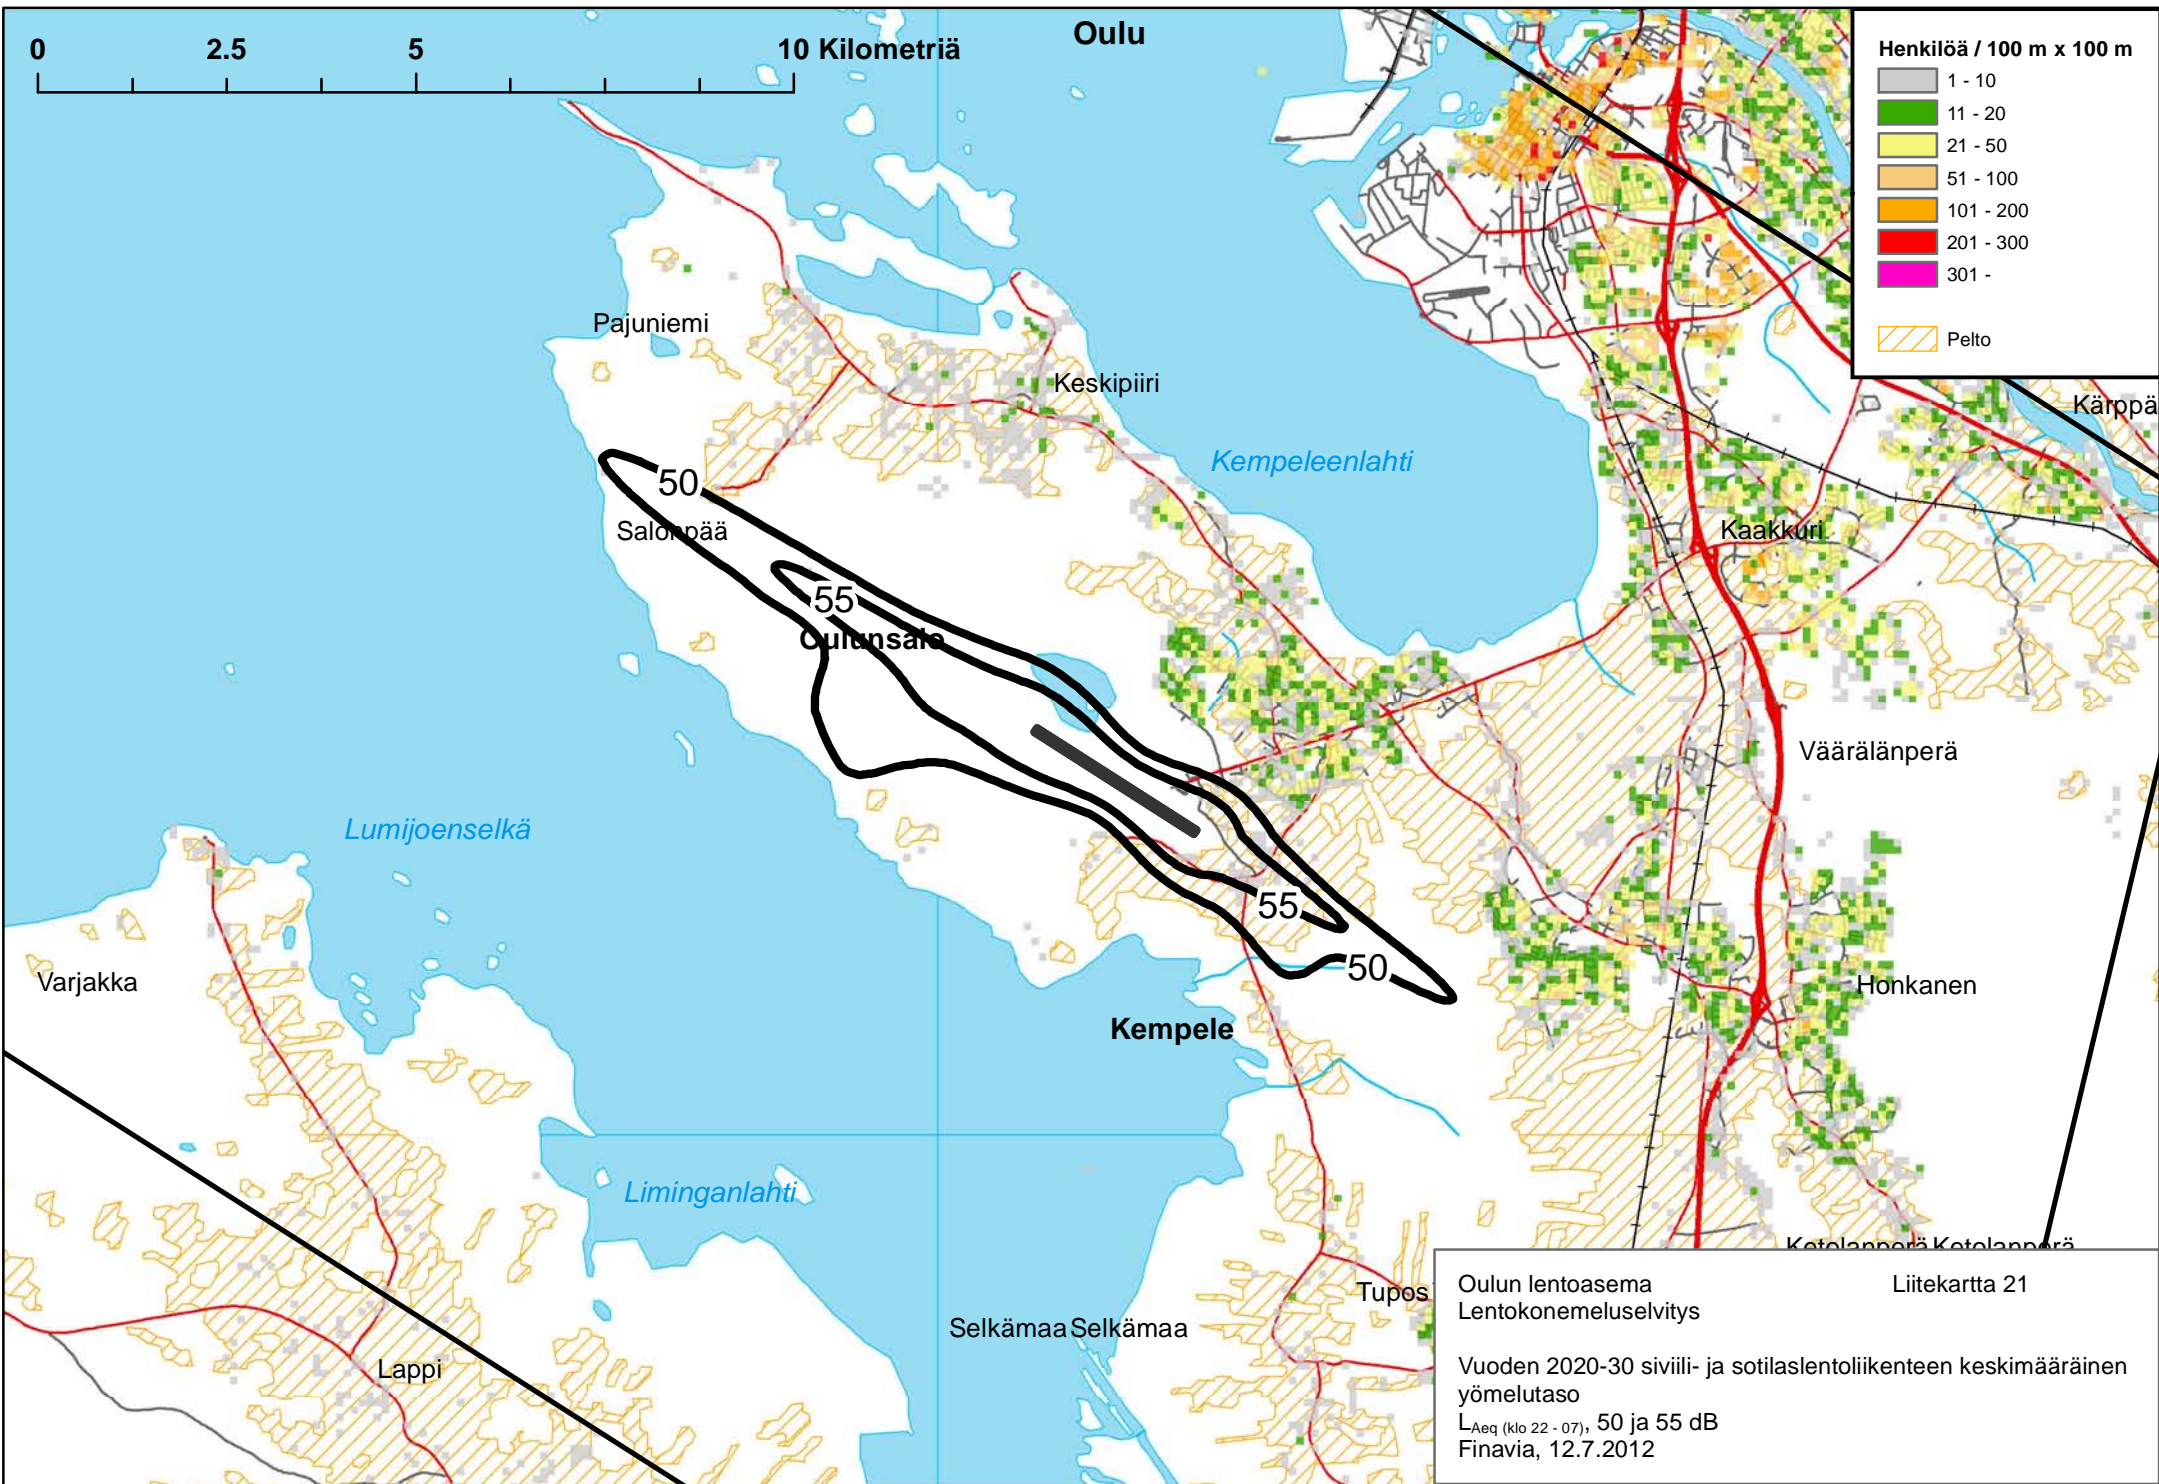 0 2.5 5 10 Kilometriä
Oulu
Henkilöä / 100 m x 100 m
1 - 10
11 - 20
21 - 50
51 - 100
101 - 200
201 - 300
301 -
Pelto
Pajuniemi
Keskipiiri
Kärppä
Kempeleenlahti
50
Salonpää
Kaakkuri
55
Oulunsalo
Väärälänperä
Lumijoenselkä
55
50
Varjakka
Honkanen
Kempele
Liminganlahti
Ketolanperä Ketolanperä
Tupos
Selkämaa Selkämaa
Lappi
Oulun lentoasema Liitekartta 21
Lentokonemeluselvitys
Vuoden 2020-30 siviili- ja sotilaslentoliikenteen keskimääräinen
yömelutaso
LAeq (klo 22 - 07), 50 ja 55 dB
Finavia, 12.7.2012